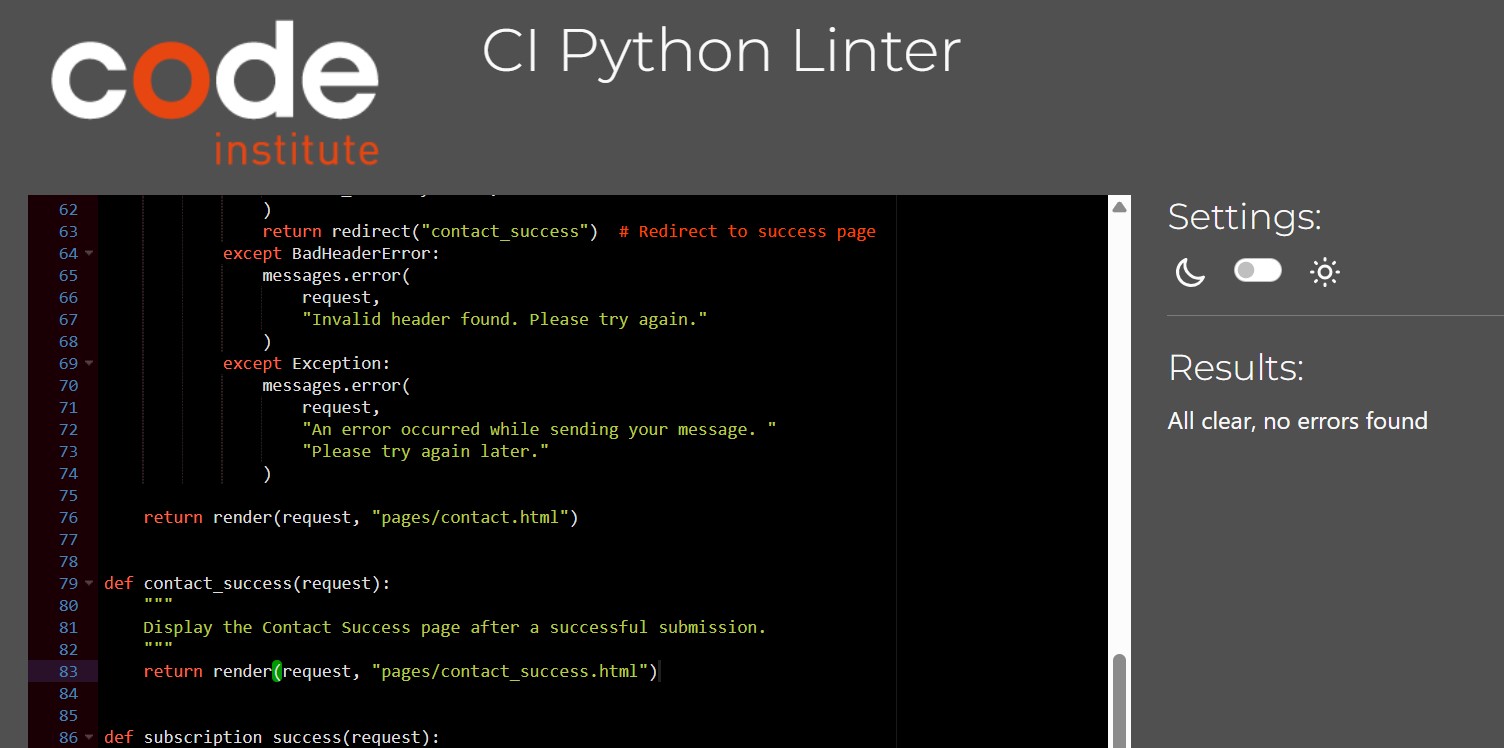 code
institute
CI Python Linter
62 )
63 return redirect("contact_success")  # Redirect to success page
64 except BadHeaderError:
65 messages.error(
66 request,
67 "Invalid header found. Please try again."
68 )
69 except Exception:
70 messages.error(
71 request,
72 "An error occurred while sending your message. "
73 "Please try again later."
74 )
75
76 return render(request, "pages/contact.html")
77
78
79 def contact_success(request):
80 """
81 Display the Contact Success page after a successful submission.
82 """
83 return render(request, "pages/contact_success.html")
84
85
86 def subscription_success(request):
Settings:
Results:
All clear, no errors found